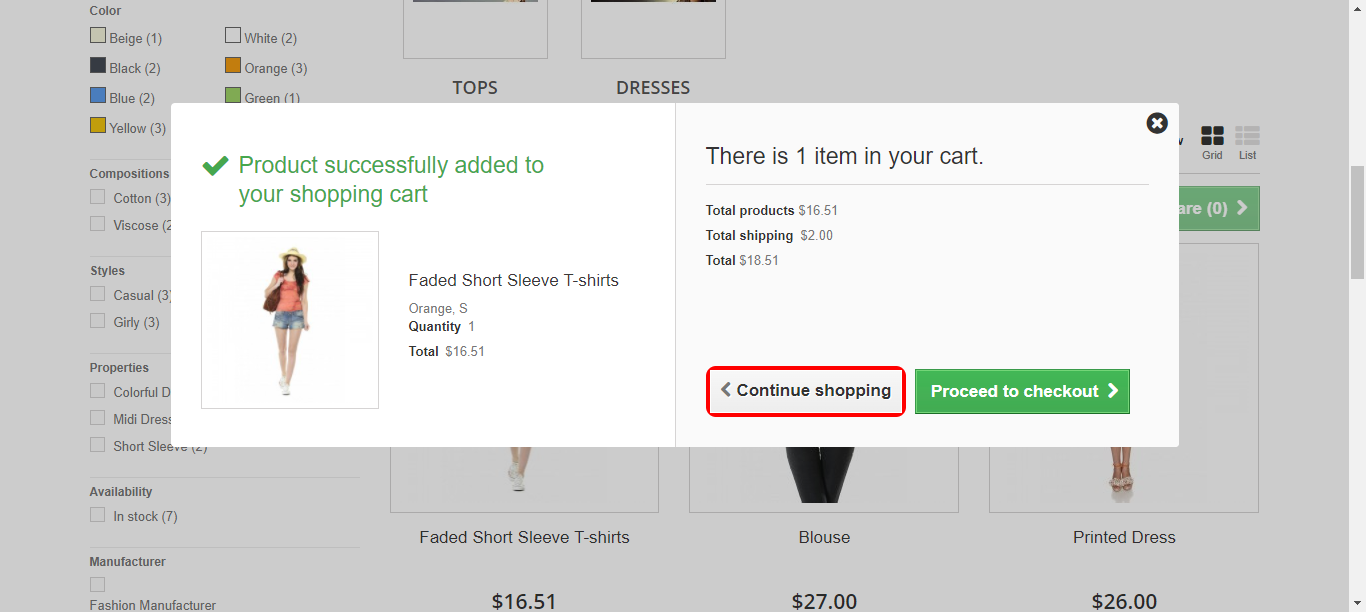 Color
Beige (1)
White (2)
Black (2)
Orange (3)
Blue (2)
Green (1)
Yellow (3)
Compositions
Cotton (3)
Viscose (2
Styles
Casual (3)
Girly (3)
Properties
Colorful D
Midi Dress
Short Sleeve (2)
Availability
In stock (7)
Manufacturer
Fashion Manufacturer
TOPS
DRESSES
Grid
List
are (0)
Product successfully added to
your shopping cart
Faded Short Sleeve T-shirts
Orange, S
Quantity 1
Total $16.51
There is 1 item in your cart.
Total products $16.51
Total shipping $2.00
Total $18.51
Continue shopping
Proceed to checkout
Faded Short Sleeve T-shirts
Blouse
Printed Dress
$16.51
$27.00
$26.00